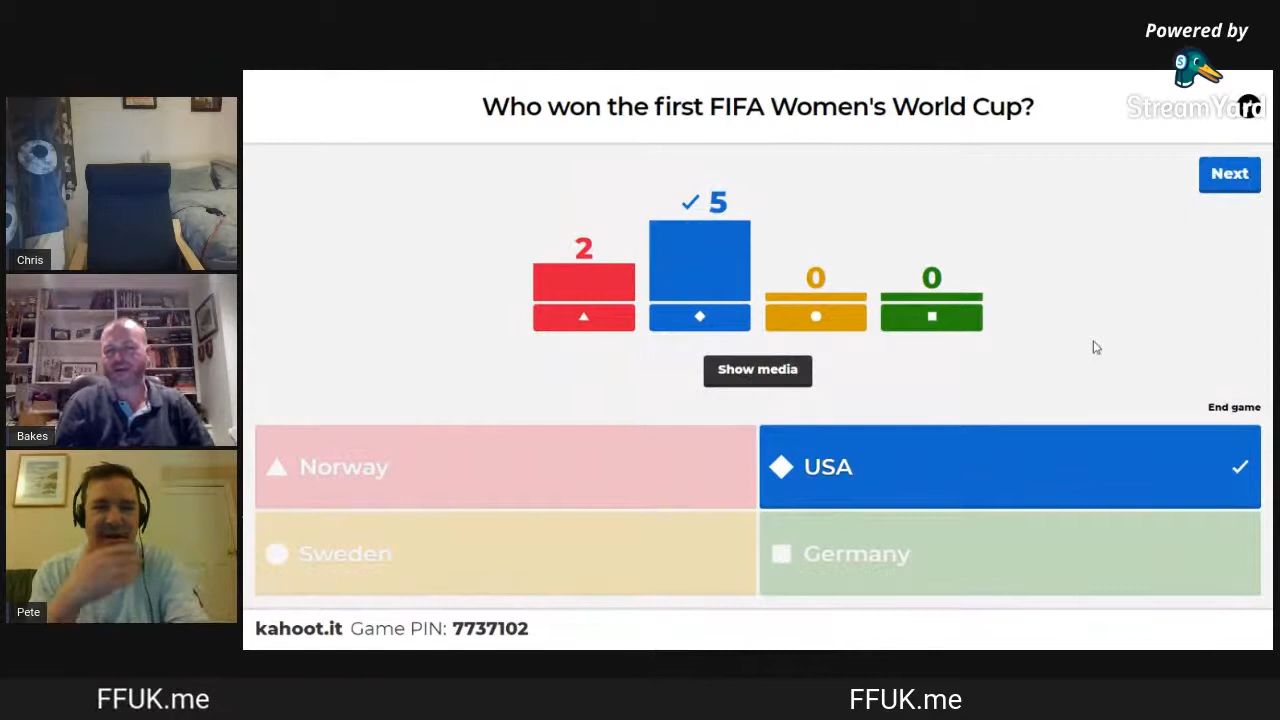 Powered by
StreamYard
Who won the first FIFA Women's World Cup?
Next
2
5
0
0
Show media
End game
Norway
USA
Sweden
Germany
kahoot.it Game PIN: 7737102
Chris
Bakes
Pete
FFUK.me
FFUK.me